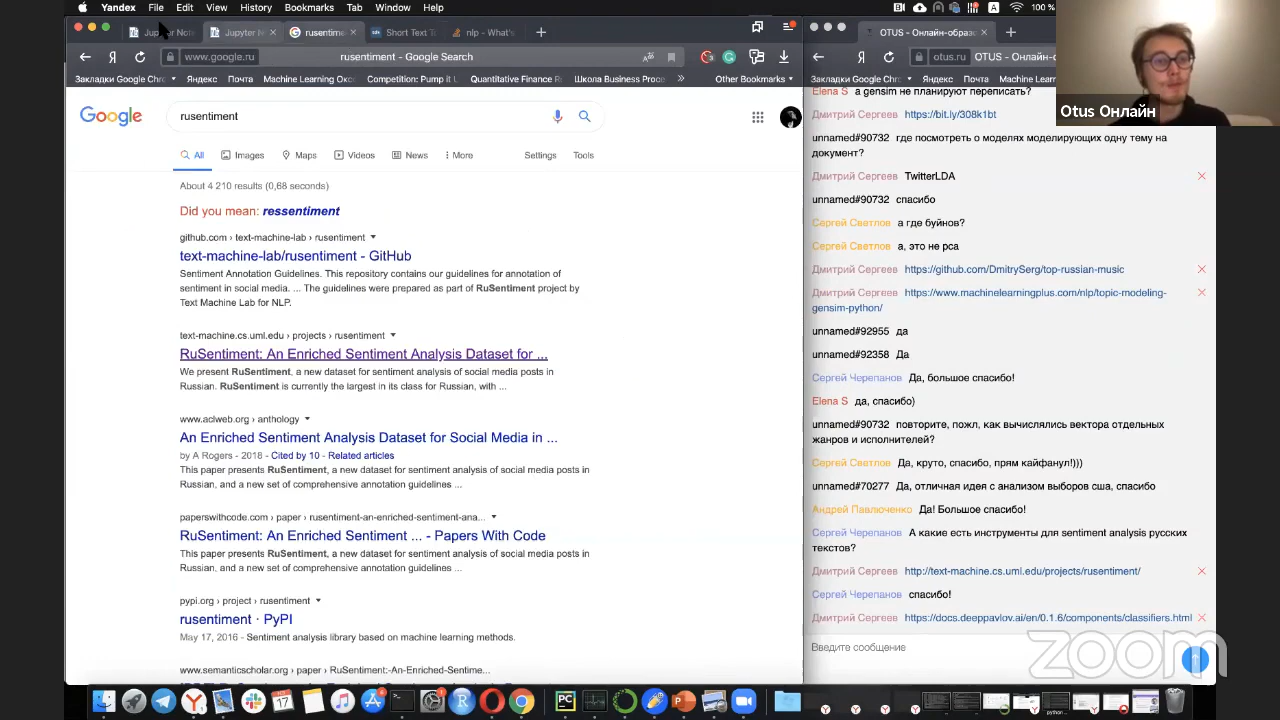 Yandex File Edit View History Bookmarks Tab Window Help 100 %
Jupyter Note
Jupyter N
rusentime
Short Text T
nlp - What's
www.google.ru
rusentiment - Google Search
Закладки Google Chro
Яндекс
Почта
Machine Learning
Competition: Pump it U
Quantitative Finance R
Школа Business Proce
Other Bookmarks
Google
rusentiment
All
Images
Maps
Videos
News
More
Settings
Tools
About 4 210 results (0,68 seconds)
Did you mean: ressentiment
github.com › text-machine-lab › rusentiment
text-machine-lab/rusentiment - GitHub
Sentiment Annotation Guidelines. This repository contains our guidelines for annotation of
sentiment in social media. ... The guidelines were prepared as part of RuSentiment project by
Text Machine Lab for NLP.
text-machine.cs.uml.edu › projects › rusentiment
RuSentiment: An Enriched Sentiment Analysis Dataset for ...
We present RuSentiment, a new dataset for sentiment analysis of social media posts in
Russian. RuSentiment is currently the largest in its class for Russian, with ...
www.aclweb.org › anthology
An Enriched Sentiment Analysis Dataset for Social Media in ...
by A Rogers - 2018 - Cited by 10 - Related articles
This paper presents RuSentiment, a new dataset for sentiment analysis of social media posts in
Russian, and a new set of comprehensive annotation guidelines ...
paperswithcode.com › paper › rusentiment-an-enriched-sentiment-ana...
RuSentiment: An Enriched Sentiment ... - Papers With Code
This paper presents RuSentiment, a new dataset for sentiment analysis of social media posts in
Russian, and a new set of comprehensive annotation guidelines ...
pypi.org › project › rusentiment
rusentiment · PyPI
May 17, 2016 - Sentiment analysis library based on machine learning methods.
www.semanticscholar.org › paper › RuSentiment:-An-Enriched-Sentime...
OTUS - Онлайн-образо
otus.ru
OTUS - Онлайн-об
Закладки Google Chro
Яндекс
Почта
Machine
Otus Онлайн
Elena S а gensim не планируют переписать?
Дмитрий Сергеев https://bit.ly/308k1bt
unnamed#90732 где посмотреть о моделях моделирующих одну тему на
документ?
Дмитрий Сергеев TwitterLDA
unnamed#90732 спасибо
Сергей Светлов а где буйнов?
Сергей Светлов а, это не рса
Дмитрий Сергеев https://github.com/DmitrySerg/top-russian-music
Дмитрий Сергеев https://www.machinelearningplus.com/nlp/topic-modeling-
gensim-python/
unnamed#92955 да
unnamed#92358 Да
Сергей Черепанов Да, большое спасибо!
Elena S да, спасибо)
unnamed#90732 повторите, пожл, как вычислялись вектора отдельных
жанров и исполнителей?
Сергей Светлов Да, круто, спасибо, прям кайфанул!)))
unnamed#70277 Да, отличная идея с анализом выборов сша, спасибо
Андрей Павлюченко Да! Большое спасибо!
Сергей Черепанов А какие есть инструменты для sentiment analysis русских
текстов?
Дмитрий Сергеев http://text-machine.cs.uml.edu/projects/rusentiment/
Сергей Черепанов спасибо!
Дмитрий Сергеев https://docs.deeppavlov.ai/en/0.1.6/components/classifiers.html
Введите сообщение
zoom